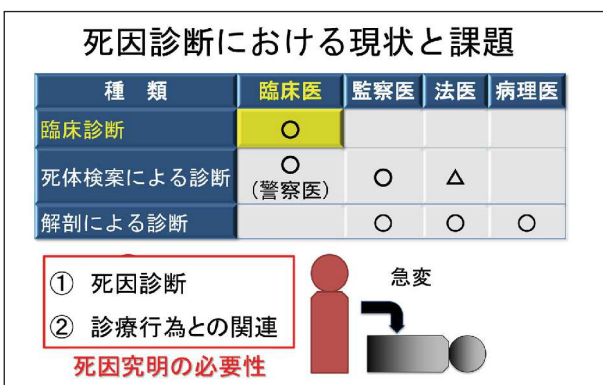 死因診断における現状と課題
種　類 臨床医 監察医 法医 病理医
臨床診断 ○
死体検案による診断 ○ (警察医) ○ △
解剖による診断 ○ ○ ○
① 死因診断
② 診療行為との関連
死因究明の必要性
急変